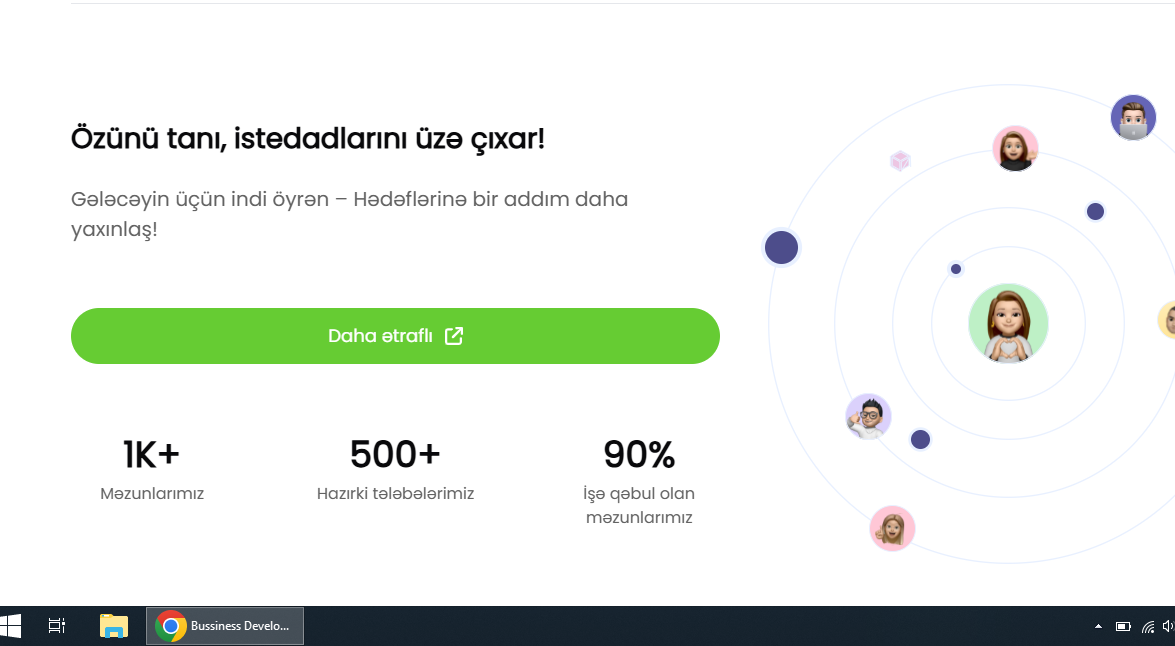 Özünü tanı, istedadlarını üzə çıxar!
Gələcəyin üçün indi öyrən – Hədəflərinə bir addım daha
yaxınlaş!
Daha ətraflı
1K+
500+
90%
Məzunlarımız
Hazırki tələbələrimiz
İşə qəbul olan
məzunlarımız
Bussiness Develo...